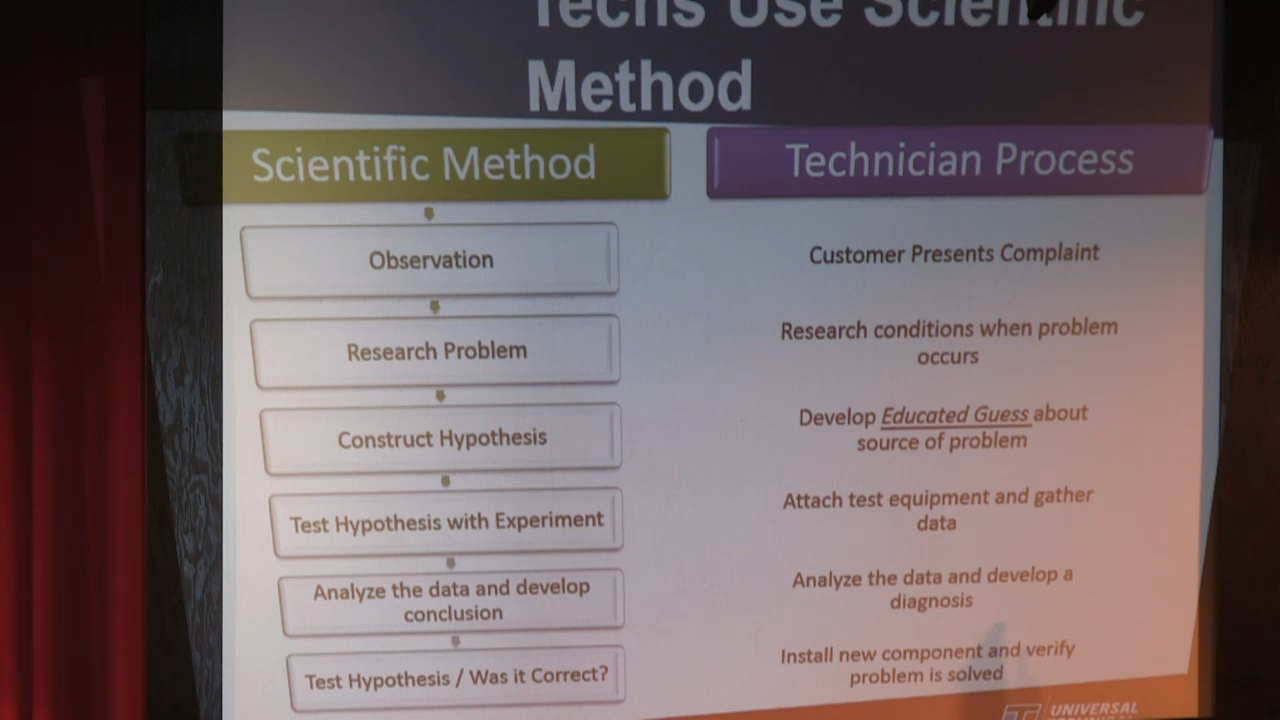 Techs Use Scientific
Method
Scientific Method
Technician Process
Observation
Customer Presents Complaint
Research Problem
Research conditions when problem
occurs
Construct Hypothesis
Develop Educated Guess about
source of problem
Test Hypothesis with Experiment
Attach test equipment and gather
data
Analyze the data and develop
conclusion
Analyze the data and develop a
diagnosis
Test Hypothesis / Was it Correct?
Install new component and verify
problem is solved
UNIVERSAL